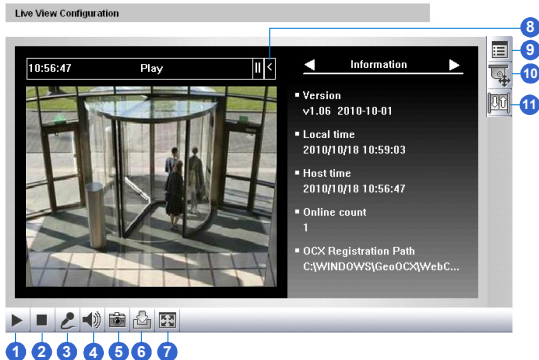 Live View Configuration
8
9
10:56:47 Play || <
Information
10
11
Version
v1.06 2010-10-01
Local time
2010/10/18 10:59:03
Host time
2010/10/18 10:56:47
Online count
1
OCX Registration Path
C:\WINDOWS\GeoOCX\WebC...
1 2 3 4 5 6 7